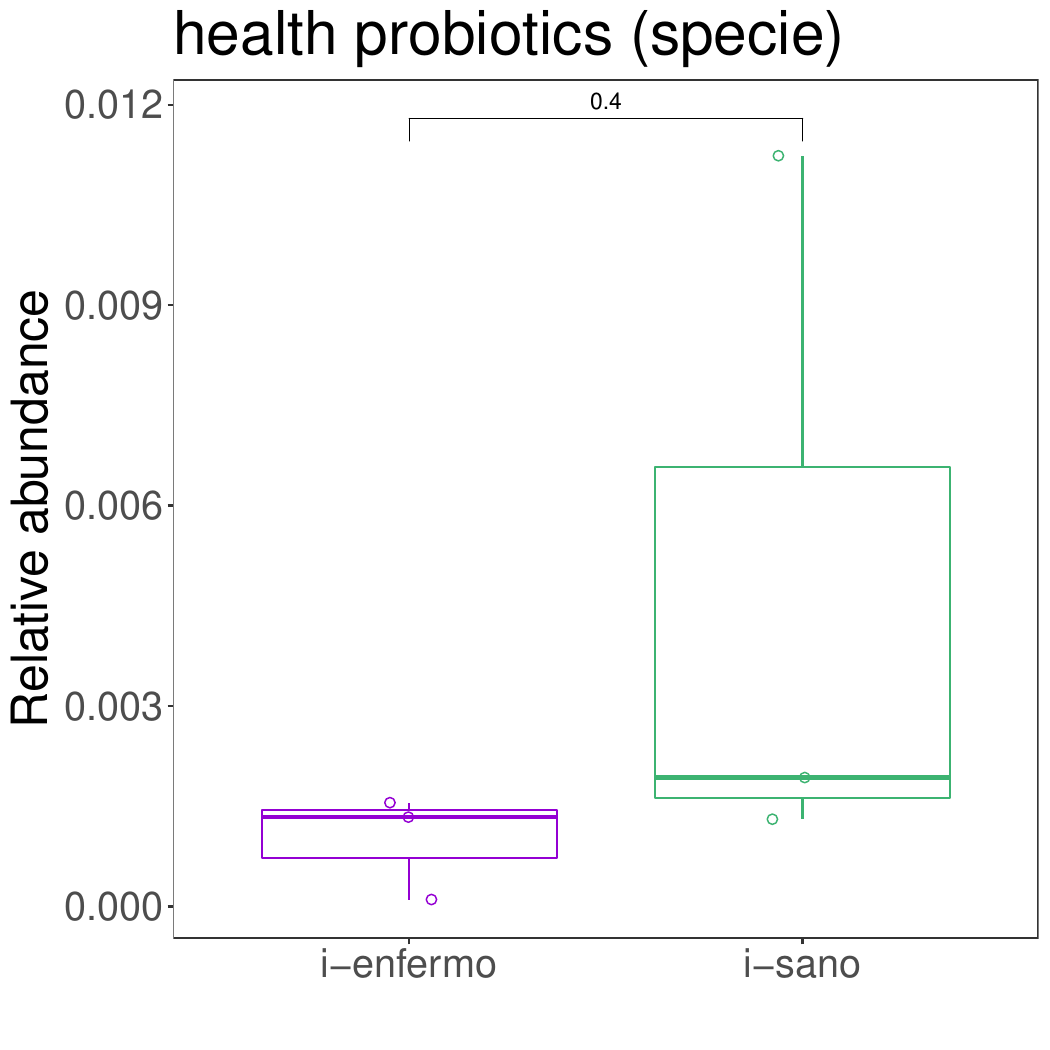 health probiotics (specie)
0.4
0.012
0.009
0.006
0.003
0.000
Relative abundance
i−enfermo
i−sano